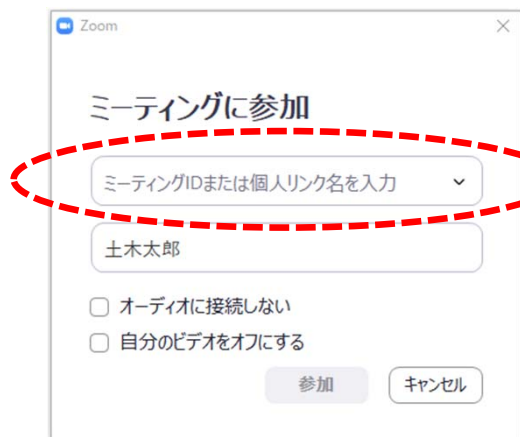 Zoom
ミーティングに参加
ミーティングIDまたは個人リンク名を入力
土木太郎
オーディオに接続しない
自分のビデオをオフにする
参加 キャンセル